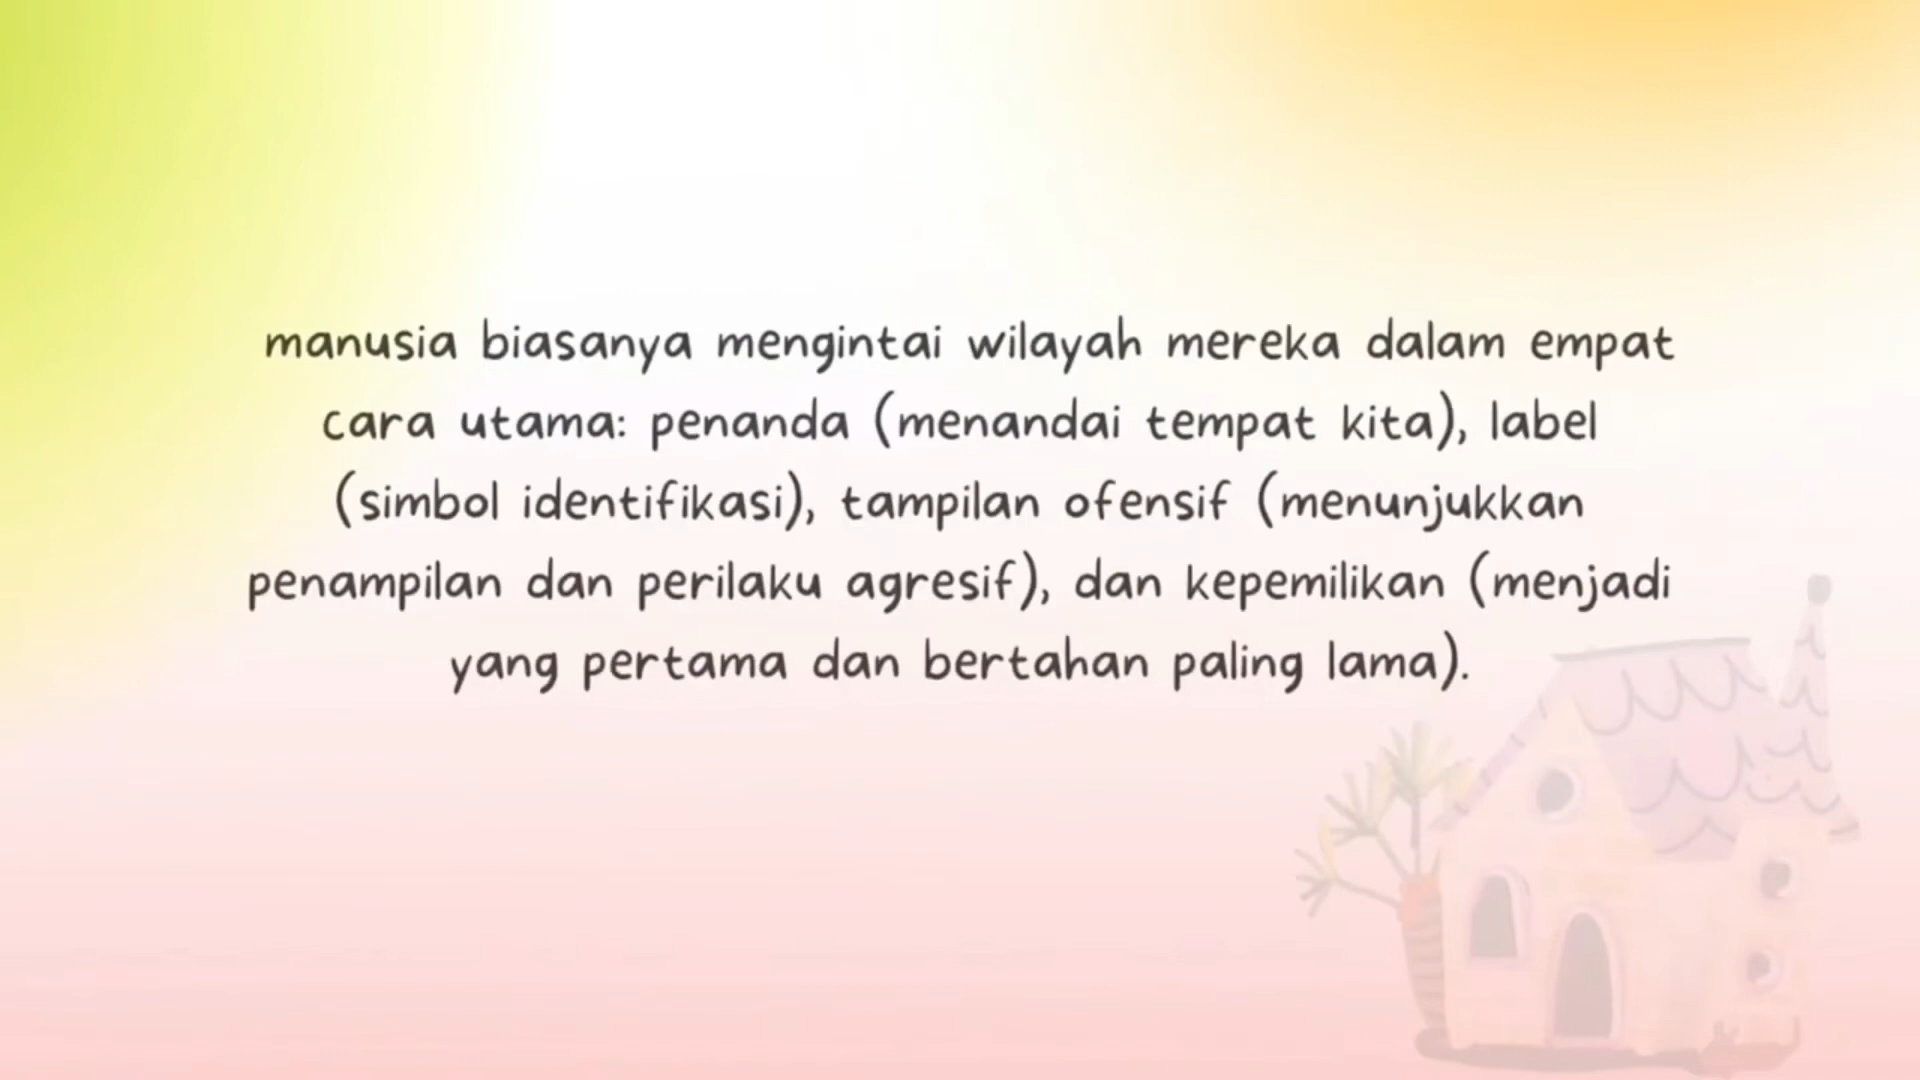 manusia biasanya mengintai wilayah mereka dalam empat
cara utama: penanda (menandai tempat kita), label
(simbol identifikasi), tampilan ofensif (menunjukkan
penampilan dan perilaku agresif), dan kepemilikan (menjadi
yang pertama dan bertahan paling lama).